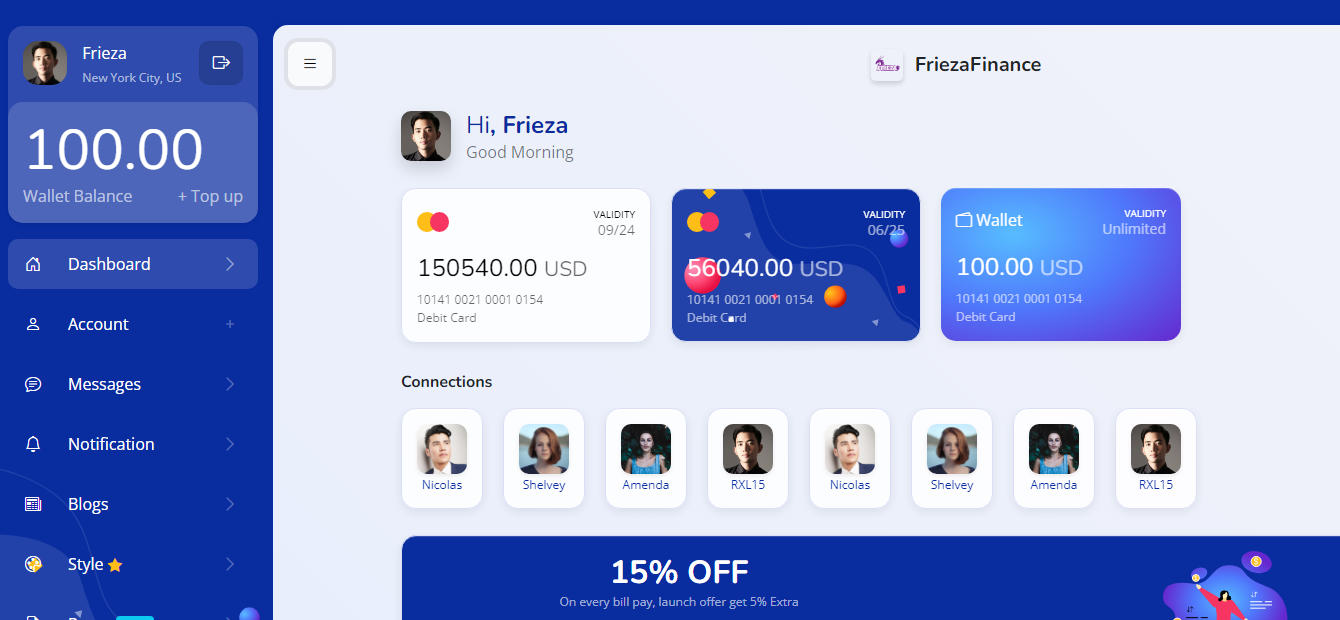 Frieza
New York City, US
100.00
Wallet Balance
+ Top up
Dashboard
Account
Messages
Notification
Blogs
Style
FriezaFinance
Hi, Frieza
Good Morning
VALIDITY
09/24
150540.00 USD
10141 0021 0001 0154
Debit Card
VALIDITY
06/25
56040.00 USD
10141 0021 0001 0154
Debit Card
Wallet
VALIDITY
Unlimited
100.00 USD
10141 0021 0001 0154
Debit Card
Connections
Nicolas
Shelvey
Amenda
RXL15
Nicolas
Shelvey
Amenda
RXL15
15% OFF
On every bill pay, launch offer get 5% Extra